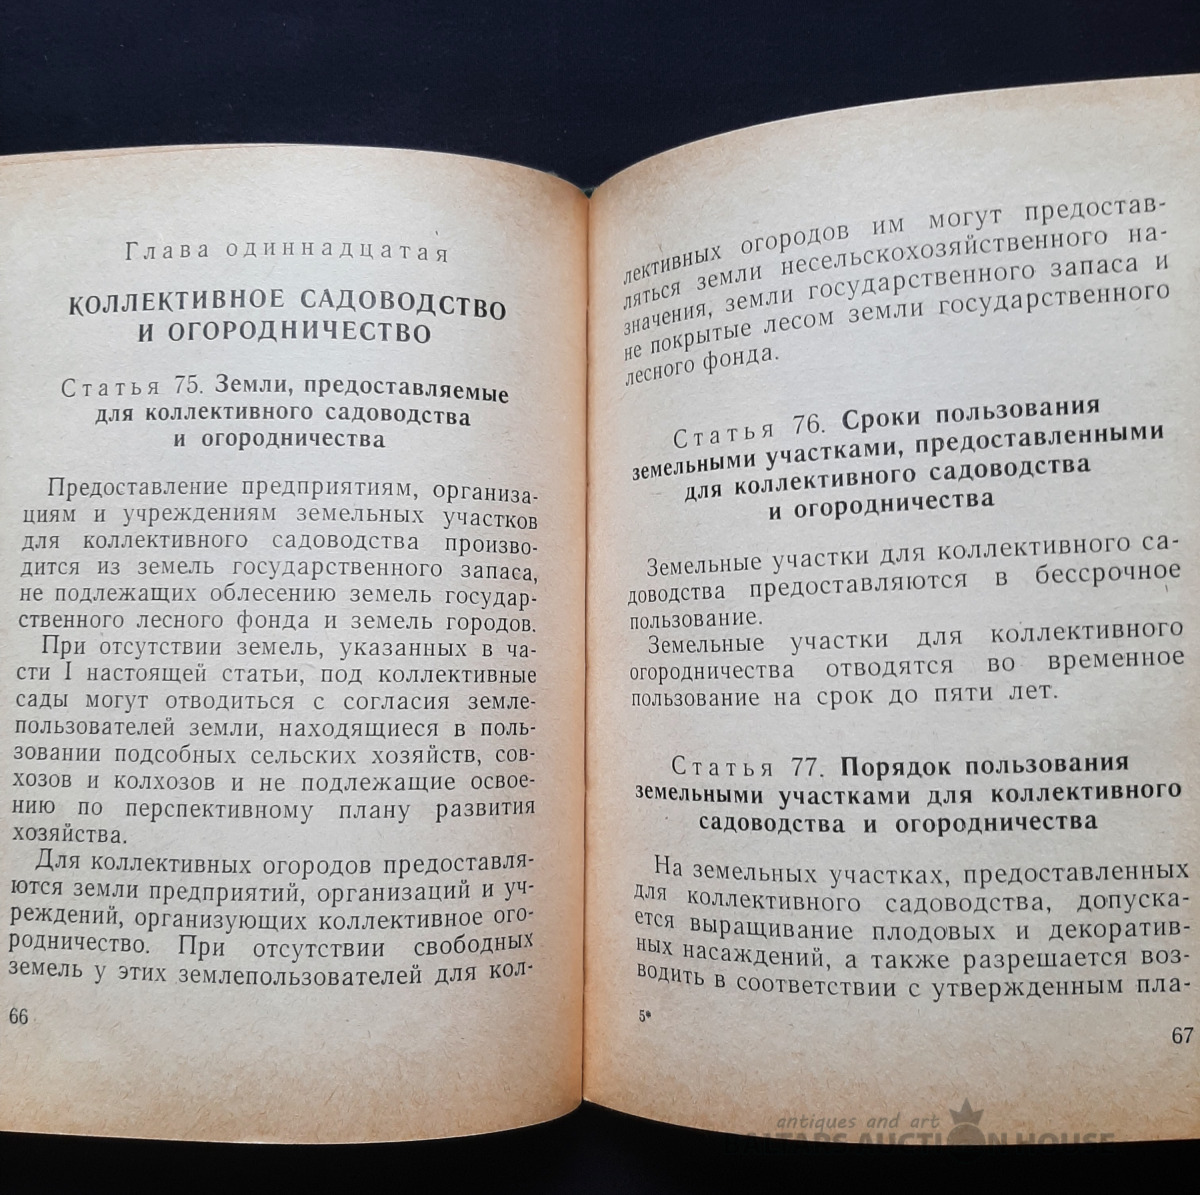 Глава одиннадцатая
КОЛЛЕКТИВНОЕ САДОВОДСТВО
И ОГОРОДНИЧЕСТВО
Статья 75. Земли, предоставляемые
для коллективного садоводства
и огородничества
Предоставление предприятиям, организа-
циям и учреждениям земельных участков
для коллективного садоводства произво-
дится из земель государственного запаса,
не подлежащих облесению земель государ-
ственного лесного фонда и земель городов.
При отсутствии земель, указанных в ча-
сти I настоящей статьи, под коллективные
сады могут отводиться с согласия земле-
пользователей земли, находящиеся в поль-
зовании подсобных сельских хозяйств, сов-
хозов и колхозов и не подлежащие освое-
нию по перспективному плану развития
хозяйства.
Для коллективных огородов предоставля-
ются земли предприятий, организаций и уч-
реждений, организующих коллективное ого-
родничество. При отсутствии свободных
земель у этих землепользователей для кол-
66
лективных огородов им могут предостав-
ляться земли несельскохозяйственного на-
значения, земли государственного запаса и
не покрытые лесом земли государственного
лесного фонда.
Статья 76. Сроки пользования
земельными участками, предоставленными
для коллективного садоводства
и огородничества
Земельные участки для коллективного са-
доводства предоставляются в бессрочное
пользование.
Земельные участки для коллективного
огородничества отводятся во временное
пользование на срок до пяти лет.
Статья 77. Порядок пользования
земельными участками для коллективного
садоводства и огородничества
На земельных участках, предоставленных
для коллективного садоводства, допуска-
ется выращивание плодовых и декоратив-
ных насаждений, а также разрешается воз-
водить в соответствии с утвержденным пла-
5*
67
antiques and art
BALTARS AUCTION HOUSE